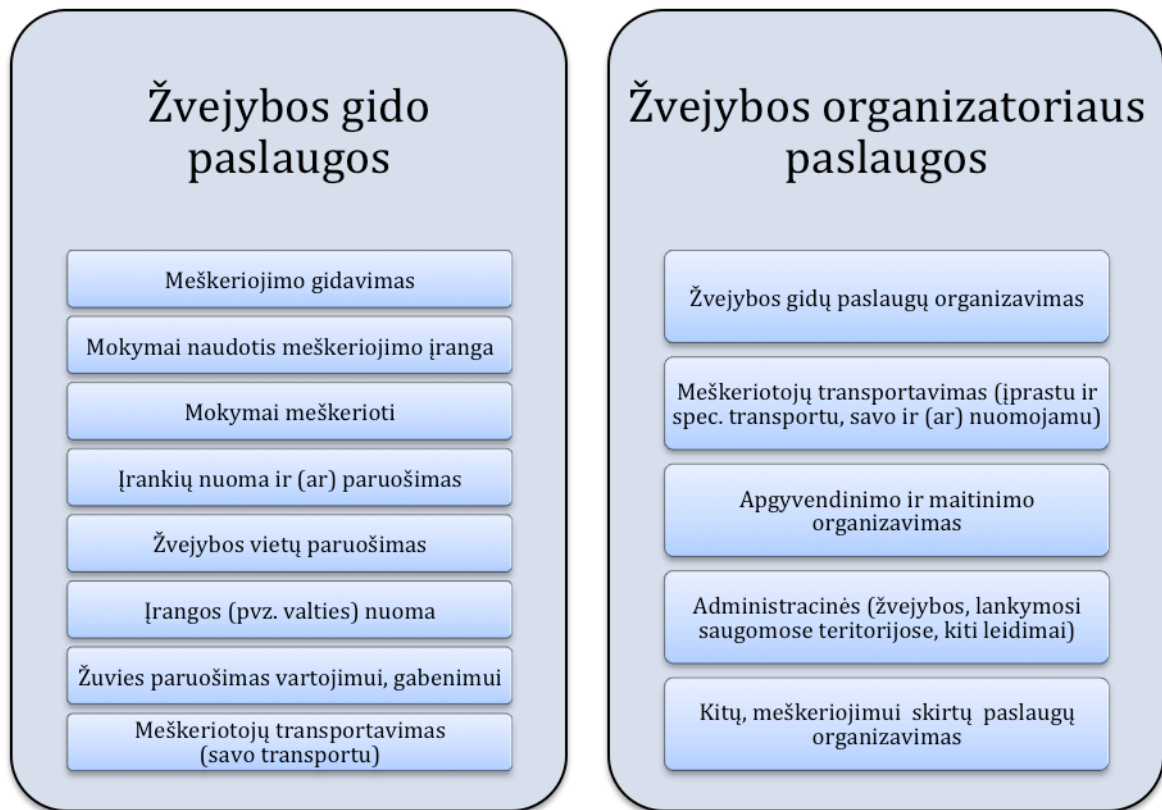 Žvejybos gido
paslaugos
Meškeriojimo gidavimas
Mokymai naudotis meškeriojimo įranga
Mokymai meškerioti
Įrankių nuoma ir (ar) paruošimas
Žvejybos vietų paruošimas
Įrangos (pvz. valties) nuoma
Žuvies paruošimas vartojimui, gabenimui
Meškeriotojų transportavimas
(savo transportu)
Žvejybos organizatoriaus
paslaugos
Žvejybos gidų paslaugų organizavimas
Meškeriotojų transportavimas (įprastu ir
spec. transportu, savo ir (ar) nuomojamu)
Apgyvendinimo ir maitinimo
organizavimas
Administracinės (žvejybos, lankymosi
saugomose teritorijose, kiti leidimai)
Kitų, meškeriojimui skirtų paslaugų
organizavimas